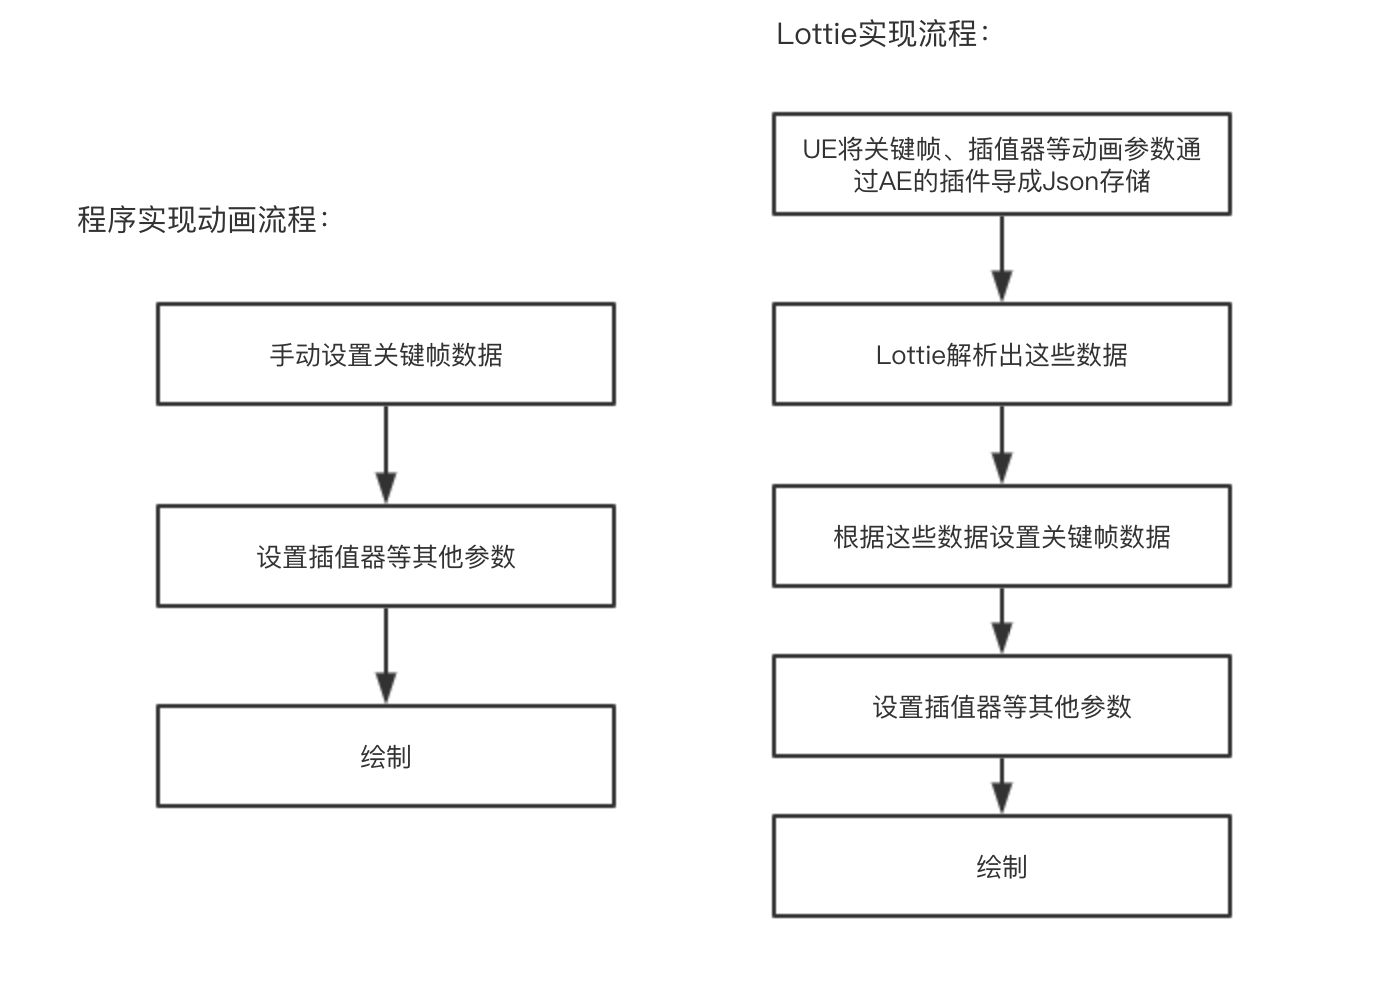 程序实现动画流程：
手动设置关键帧数据
设置插值器等其他参数
绘制
Lottie实现流程：
UE将关键帧、插值器等动画参数通
过AE的插件导成Json存储
Lottie解析出这些数据
根据这些数据设置关键帧数据
设置插值器等其他参数
绘制